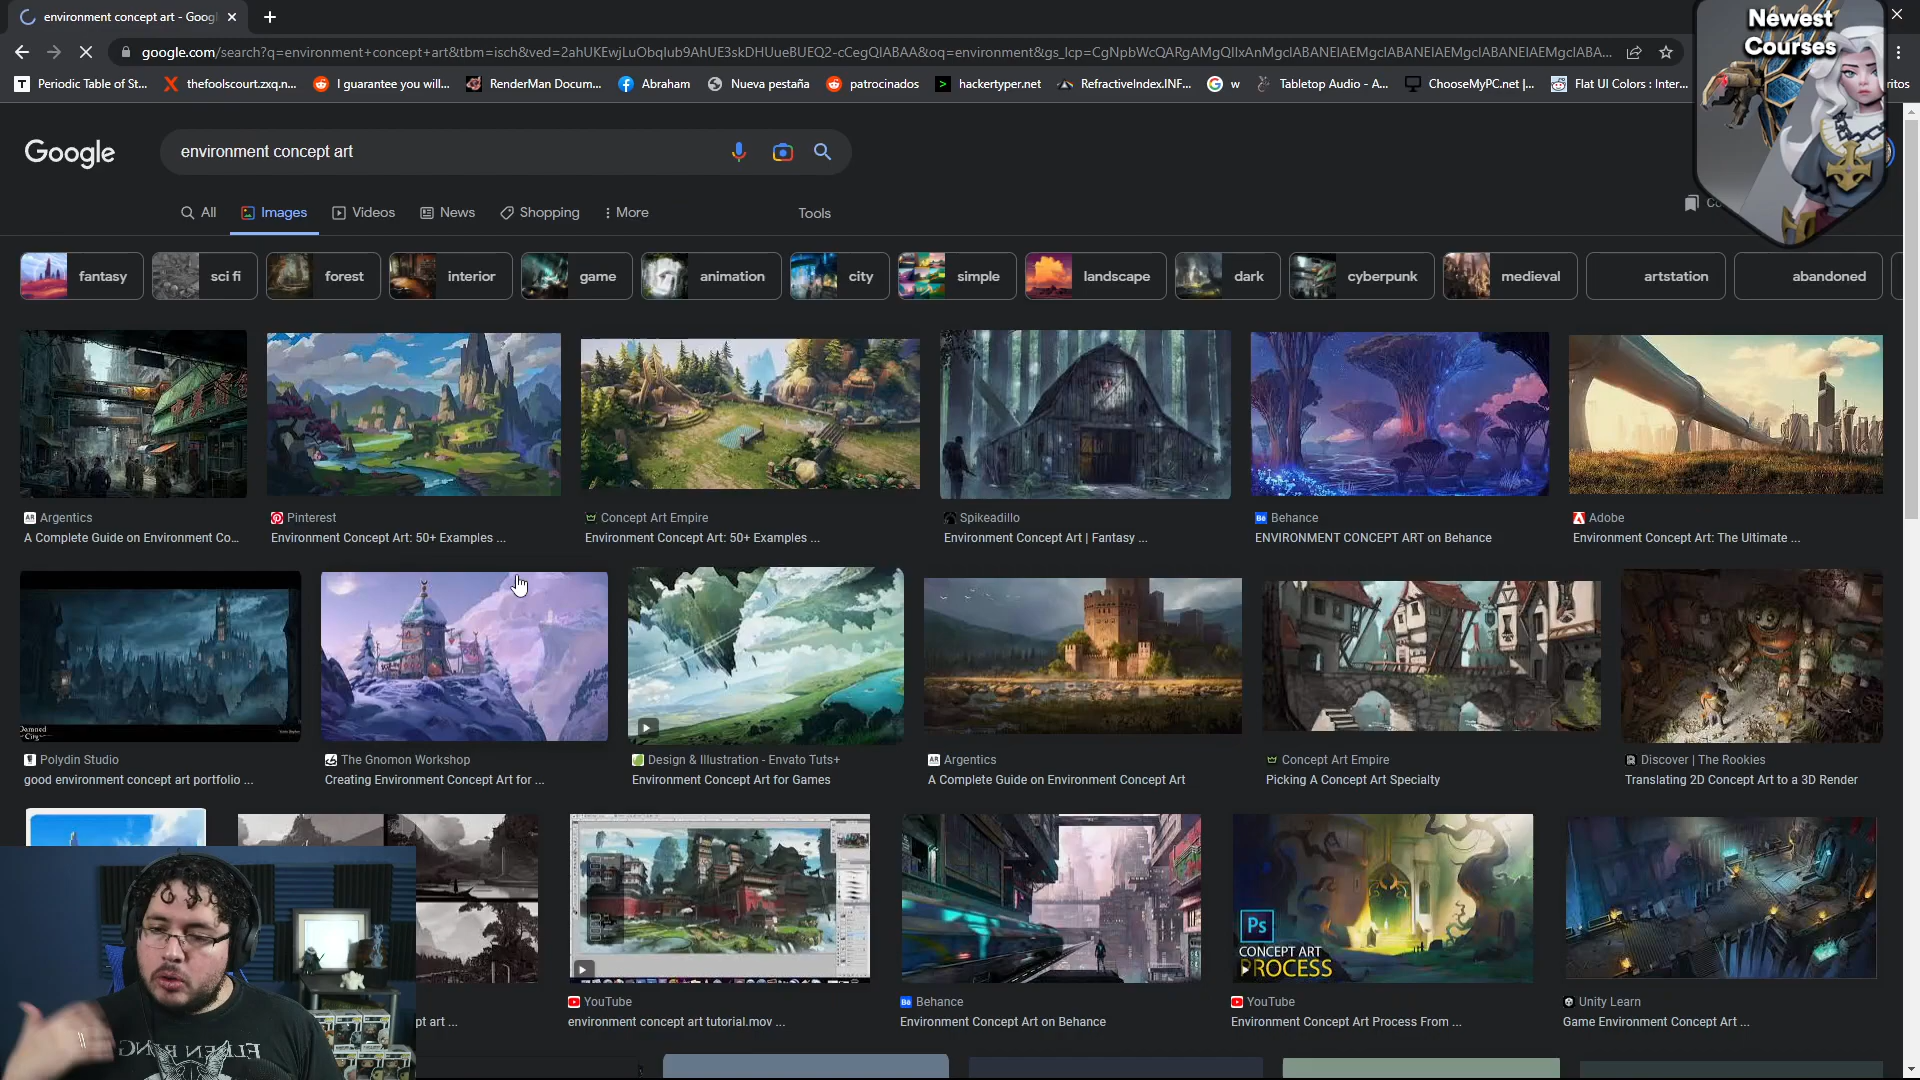 environment concept art - Goog
Newest
Courses
google.com/search?q=environment+concept+art&tbm=isch&ved=2ahUKEwjLuObqlub9AhUE3skDHUueBUEQ2-cCegQIABAA&oq=environment&gs_lcp=CgNpbWcQARgAMgQIIxAnMgcIABANEIAEMgcIABANEIAEMgcIABANEIAEMgcIABANEIAEMgcIABA...
Periodic Table of St... thefoolscourt.zxq.n... I guarantee you will... RenderMan Docum... Abraham Nueva pestaña patrocinados hackertyper.net RefractiveIndex.INF... w Tabletop Audio - A... ChooseMyPC.net |... Flat UI Colors : Inter... ritos
Google
environment concept art
All Images Videos News Shopping More Tools
fantasy sci fi forest interior game animation city simple landscape dark cyberpunk medieval artstation abandoned
Argentics Pinterest Concept Art Empire Spikeadillo Behance Adobe
A Complete Guide on Environment Co... Environment Concept Art: 50+ Examples ... Environment Concept Art: 50+ Examples ... Environment Concept Art | Fantasy ... ENVIRONMENT CONCEPT ART on Behance Environment Concept Art: The Ultimate ...
Damned
City
Polydin Studio The Gnomon Workshop Design & Illustration - Envato Tuts+ Argentics Concept Art Empire Discover | The Rookies
good environment concept art portfolio ... Creating Environment Concept Art for ... Environment Concept Art for Games A Complete Guide on Environment Concept Art Picking A Concept Art Specialty Translating 2D Concept Art to a 3D Render
Ps
CONCEPT ART
PROCESS
YouTube Behance YouTube Unity Learn
pt art ... environment concept art tutorial.mov ... Environment Concept Art on Behance Environment Concept Art Process From ... Game Environment Concept Art ...
ELDEN RING